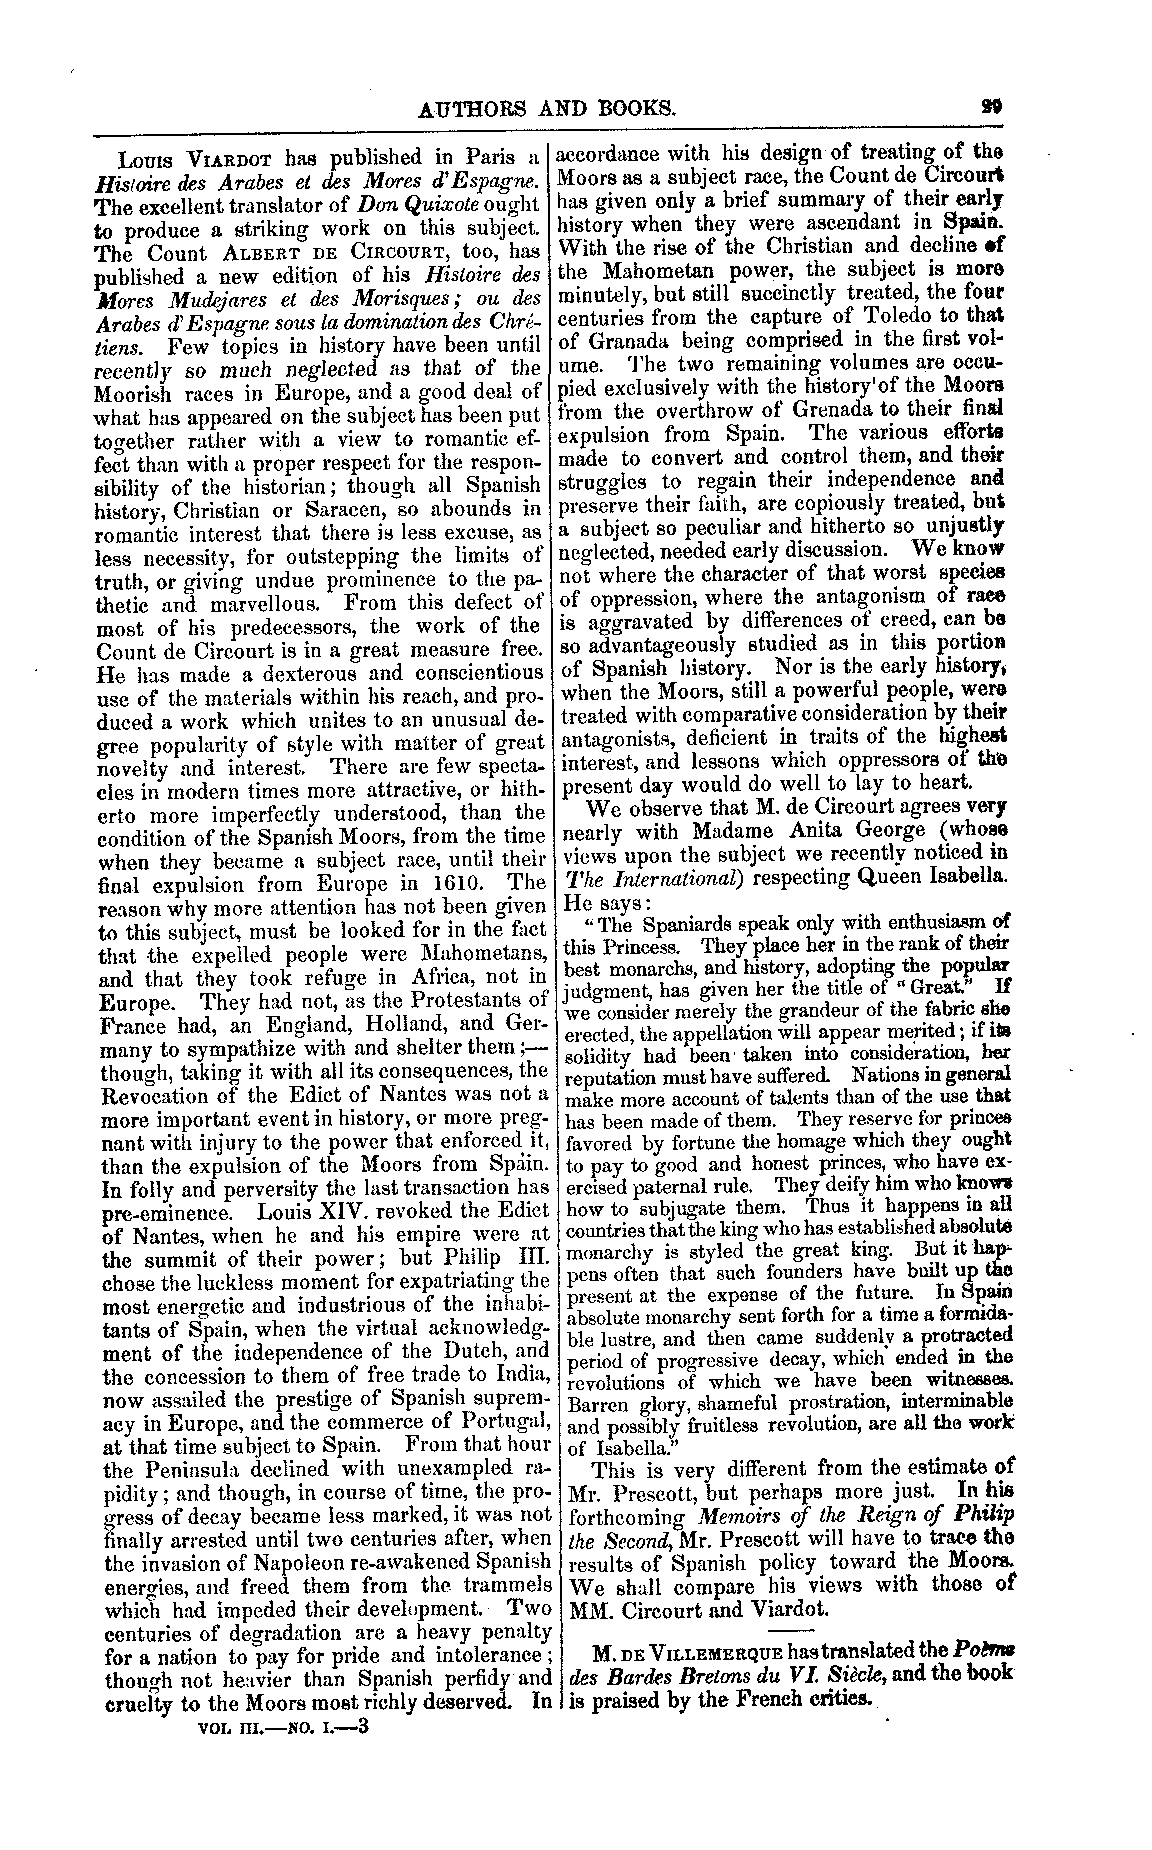 AUTHORS AND BOOKS.
29
Louis Viardot has published in Paris a
Histoire des Arabes et des Mores d'Espagne.
The excellent translator of Don Quixote ought
to produce a striking work on this subject.
The Count Albert de Circourt, too, has
published a new edition of his Histoire des
Mores Mudejares et des Morisques; ou des
Arabes d'Espagne sous la domination des Chré-
tiens. Few topics in history have been until
recently so much neglected as that of the
Moorish races in Europe, and a good deal of
what has appeared on the subject has been put
together rather with a view to romantic ef-
fect than with a proper respect for the respon-
sibility of the historian; though all Spanish
history, Christian or Saracen, so abounds in
romantic interest that there is less excuse, as
less necessity, for outstepping the limits of
truth, or giving undue prominence to the pa-
thetic and marvellous. From this defect of
most of his predecessors, the work of the
Count de Circourt is in a great measure free.
He has made a dexterous and conscientious
use of the materials within his reach, and pro-
duced a work which unites to an unusual de-
gree popularity of style with matter of great
novelty and interest. There are few specta-
cles in modern times more attractive, or hith-
erto more imperfectly understood, than the
condition of the Spanish Moors, from the time
when they became a subject race, until their
final expulsion from Europe in 1610. The
reason why more attention has not been given
to this subject, must be looked for in the fact
that the expelled people were Mahometans,
and that they took refuge in Africa, not in
Europe. They had not, as the Protestants of
France had, an England, Holland, and Ger-
many to sympathize with and shelter them;—
though, taking it with all its consequences, the
Revocation of the Edict of Nantes was not a
more important event in history, or more preg-
nant with injury to the power that enforced it,
than the expulsion of the Moors from Spain.
In folly and perversity the last transaction has
pre-eminence. Louis XIV. revoked the Edict
of Nantes, when he and his empire were at
the summit of their power; but Philip III.
chose the luckless moment for expatriating the
most energetic and industrious of the inhabi-
tants of Spain, when the virtual acknowledg-
ment of the independence of the Dutch, and
the concession to them of free trade to India,
now assailed the prestige of Spanish suprem-
acy in Europe, and the commerce of Portugal,
at that time subject to Spain. From that hour
the Peninsula declined with unexampled ra-
pidity; and though, in course of time, the pro-
gress of decay became less marked, it was not
finally arrested until two centuries after, when
the invasion of Napoleon re-awakened Spanish
energies, and freed them from the trammels
which had impeded their development. Two
centuries of degradation are a heavy penalty
for a nation to pay for pride and intolerance;
though not heavier than Spanish perfidy and
cruelty to the Moors most richly deserved. In
accordance with his design of treating of the
Moors as a subject race, the Count de Circourt
has given only a brief summary of their early
history when they were ascendant in Spain.
With the rise of the Christian and decline of
the Mahometan power, the subject is more
minutely, but still succinctly treated, the four
centuries from the capture of Toledo to that
of Granada being comprised in the first vol-
ume. The two remaining volumes are occu-
pied exclusively with the history of the Moors
from the overthrow of Grenada to their final
expulsion from Spain. The various efforts
made to convert and control them, and their
struggles to regain their independence and
preserve their faith, are copiously treated, but
a subject so peculiar and hitherto so unjustly
neglected, needed early discussion. We know
not where the character of that worst species
of oppression, where the antagonism of race
is aggravated by differences of creed, can be
so advantageously studied as in this portion
of Spanish history. Nor is the early history,
when the Moors, still a powerful people, were
treated with comparative consideration by their
antagonists, deficient in traits of the highest
interest, and lessons which oppressors of the
present day would do well to lay to heart.
We observe that M. de Circourt agrees very
nearly with Madame Anita George (whose
views upon the subject we recently noticed in
The International) respecting Queen Isabella.
He says:
"The Spaniards speak only with enthusiasm of
this Princess. They place her in the rank of their
best monarchs, and history, adopting the popular
judgment, has given her the title of "Great." If
we consider merely the grandeur of the fabric she
erected, the appellation will appear merited; if its
solidity had been taken into consideration, her
reputation must have suffered. Nations in general
make more account of talents than of the use that
has been made of them. They reserve for princes
favored by fortune the homage which they ought
to pay to good and honest princes, who have ex-
ercised paternal rule. They deify him who knows
how to subjugate them. Thus it happens in all
countries that the king who has established absolute
monarchy is styled the great king. But it hap-
pens often that such founders have built up the
present at the expense of the future. In Spain
absolute monarchy sent forth for a time a formida-
ble lustre, and then came suddenly a protracted
period of progressive decay, which ended in the
revolutions of which we have been witnesses.
Barren glory, shameful prostration, interminable
and possibly fruitless revolution, are all the work
of Isabella."
This is very different from the estimate of
Mr. Prescott, but perhaps more just. In his
forthcoming Memoirs of the Reign of Philip
the Second, Mr. Prescott will have to trace the
results of Spanish policy toward the Moors.
We shall compare his views with those of
MM. Circourt and Viardot.
M. de Villemerque has translated the Poèms
des Bardes Bretons du VI. Siècle, and the book
is praised by the French critics.
VOL III.—NO. I.—3